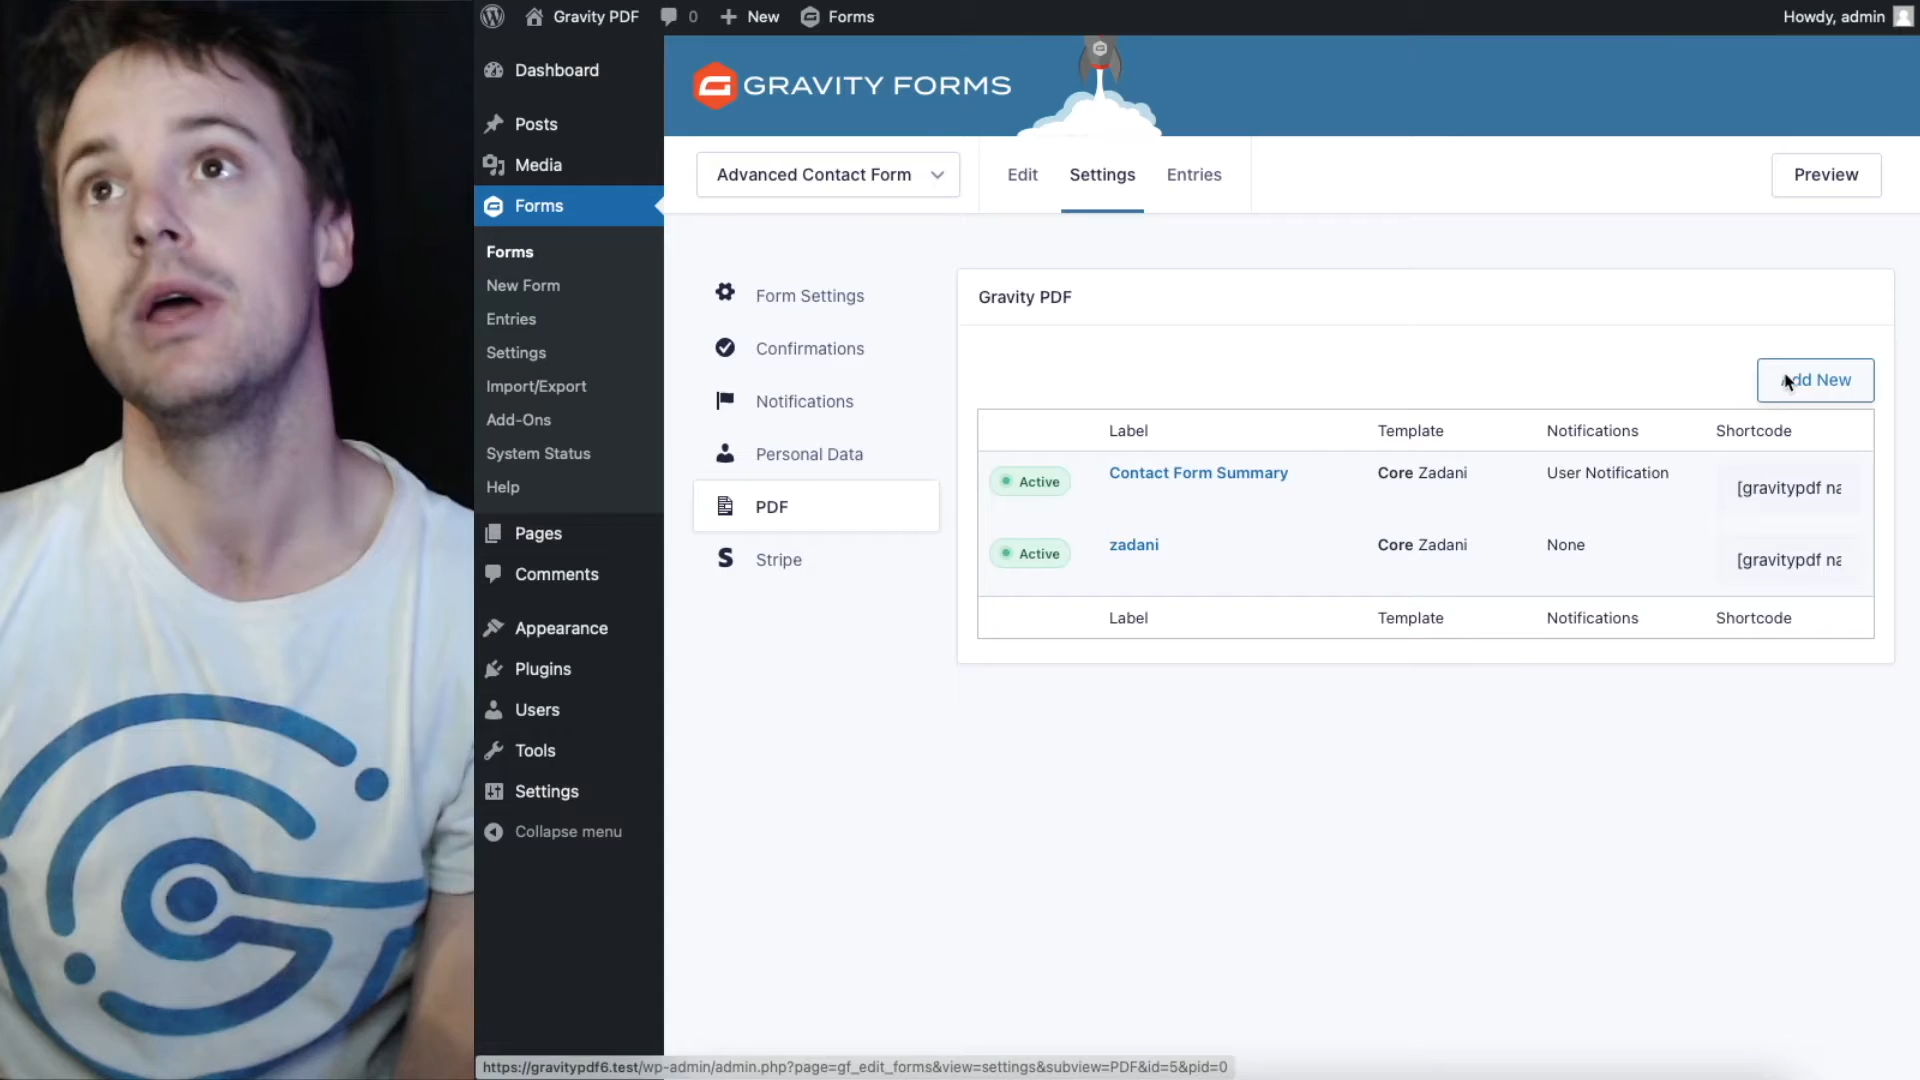 Gravity PDF
0
New
Forms
Howdy, admin
Dashboard
Posts
Media
Forms
Forms
New Form
Entries
Settings
Import/Export
Add-Ons
System Status
Help
Pages
Comments
Appearance
Plugins
Users
Tools
Settings
Collapse menu
GRAVITY FORMS
Advanced Contact Form
Edit
Settings
Entries
Preview
Form Settings
Confirmations
Notifications
Personal Data
PDF
Stripe
Gravity PDF
Add New
Label Template Notifications Shortcode
Active Contact Form Summary Core Zadani User Notification [gravitypdf na
Active zadani Core Zadani None [gravitypdf na
Label Template Notifications Shortcode
https://gravitypdf6.test/wp-admin/admin.php?page=gf_edit_forms&view=settings&subview=PDF&id=5&pid=0